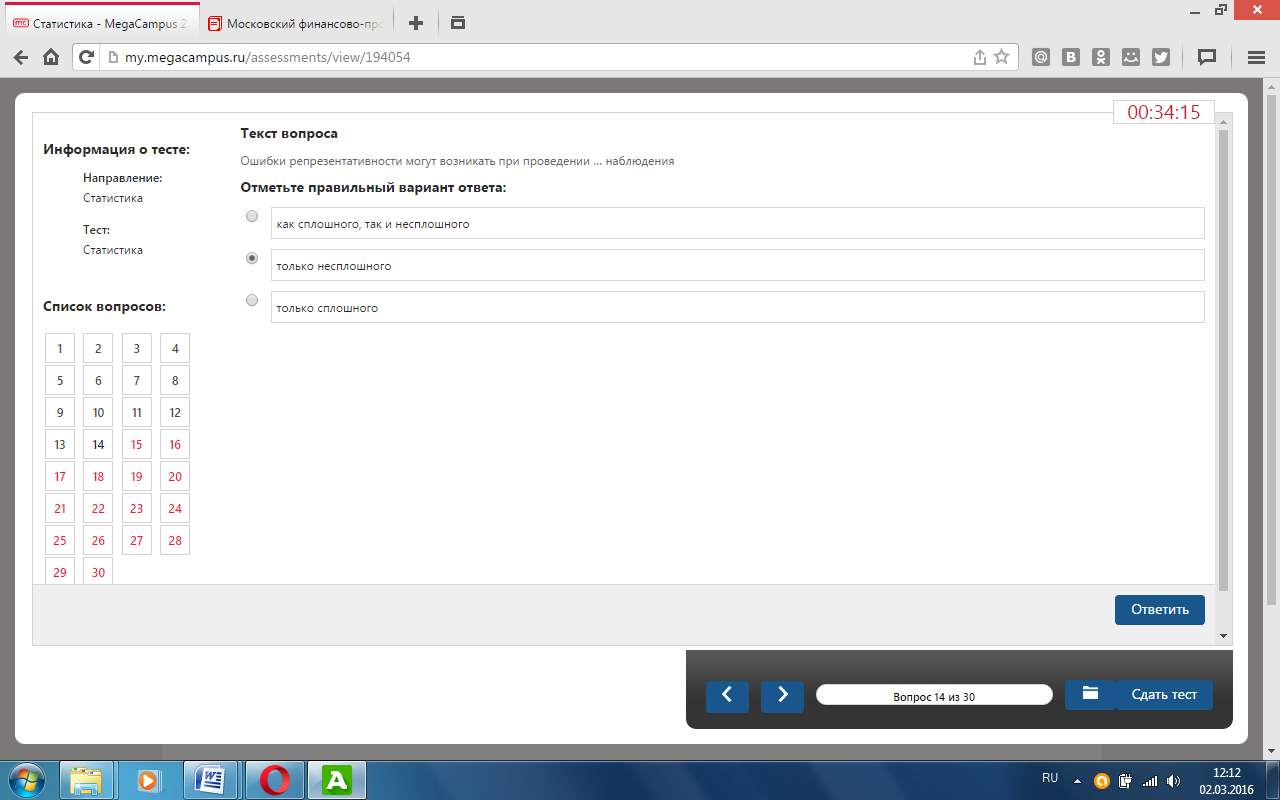 Статистика - MegaCampus 2.
Московский финансово-про
my.megacampus.ru/assessments/view/194054
00:34:15
Информация о тесте:
Направление:
Статистика
Тест:
Статистика
Список вопросов:
1 2 3 4
5 6 7 8
9 10 11 12
13 14 15 16
17 18 19 20
21 22 23 24
25 26 27 28
29 30
Текст вопроса
Ошибки репрезентативности могут возникать при проведении ... наблюдения
Отметьте правильный вариант ответа:
как сплошного, так и несплошного
только несплошного
только сплошного
Ответить
Вопрос 14 из 30
Сдать тест
RU
12:12
02.03.2016